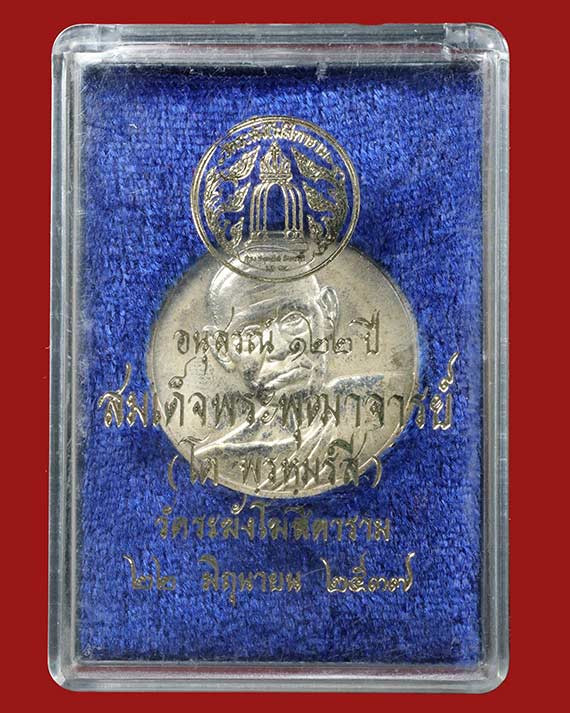 อนุสรณ์ ๑๒๒ ปี
สมเด็จพระพุฒาจารย์
(โต พรหฺมรํสี)
วัดระฆังโฆสิตาราม
๒๒ มิถุนายน ๒๕๓๗